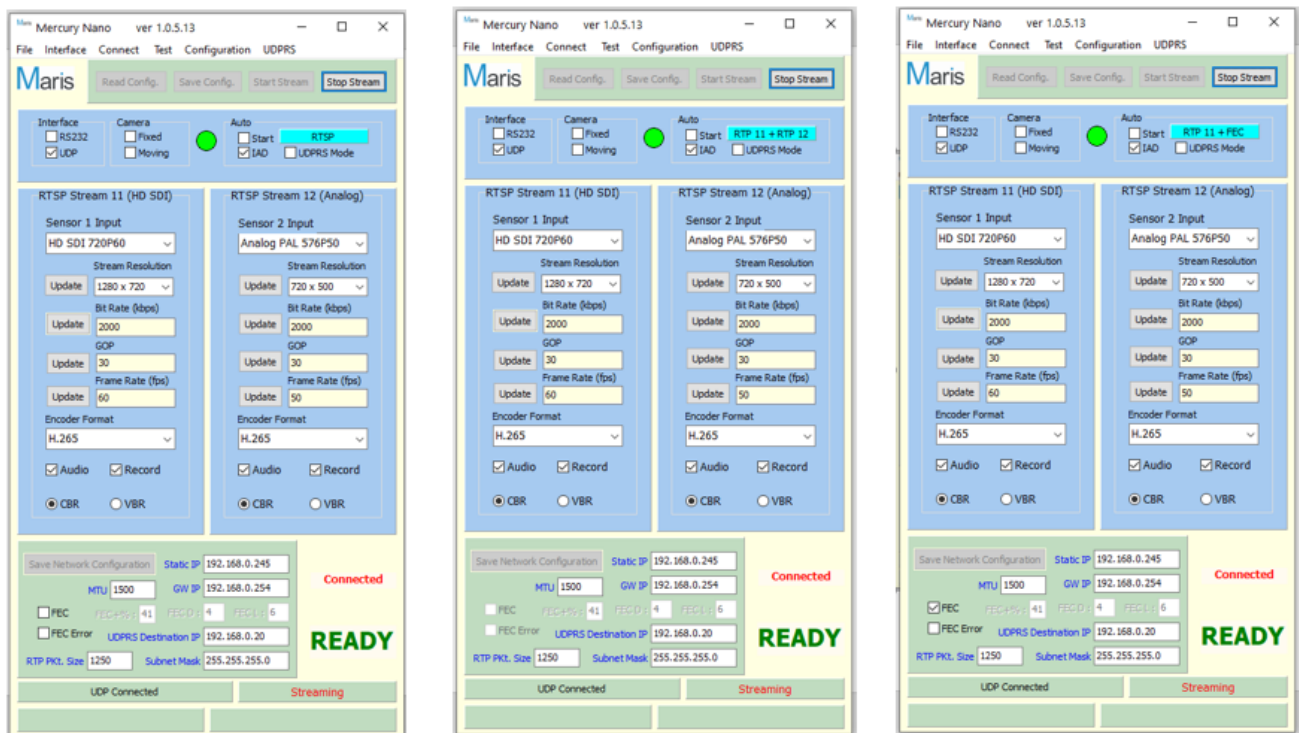 Maris Mercury Nano ver 1.0.5.13
File Interface Connect Test Configuration UDPRS
Maris Read Config. Save Config. Start Stream Stop Stream
Interface Camera Auto
RS232 Fixed Start RTSP
UDP Moving IAD UDPRS Mode
RTSP Stream 11 (HD SDI) RTSP Stream 12 (Analog)
Sensor 1 Input Sensor 2 Input
HD SDI 720P60 Analog PAL 576P50
Stream Resolution Stream Resolution
Update 1280 x 720 Update 720 x 500
Bit Rate (kbps) Bit Rate (kbps)
Update 2000 Update 2000
GOP GOP
Update 30 Update 30
Frame Rate (fps) Frame Rate (fps)
Update 60 Update 50
Encoder Format Encoder Format
H.265 H.265
Audio Record Audio Record
CBR VBR CBR VBR
Save Network Configuration Static IP 192.168.0.245
Connected
MTU 1500 GW IP 192.168.0.254
FEC FEC+%: 41 FEC D: 4 FEC L: 6
FEC Error UDPRS Destination IP 192.168.0.20
READY
RTP PKt. Size 1250 Subnet Mask 255.255.255.0
UDP Connected Streaming
Maris Mercury Nano ver 1.0.5.13
File Interface Connect Test Configuration UDPRS
Maris Read Config. Save Config. Start Stream Stop Stream
Interface Camera Auto
RS232 Fixed Start RTP 11 + RTP 12
UDP Moving IAD UDPRS Mode
RTSP Stream 11 (HD SDI) RTSP Stream 12 (Analog)
Sensor 1 Input Sensor 2 Input
HD SDI 720P60 Analog PAL 576P50
Stream Resolution Stream Resolution
Update 1280 x 720 Update 720 x 500
Bit Rate (kbps) Bit Rate (kbps)
Update 2000 Update 2000
GOP GOP
Update 30 Update 30
Frame Rate (fps) Frame Rate (fps)
Update 60 Update 50
Encoder Format Encoder Format
H.265 H.265
Audio Record Audio Record
CBR VBR CBR VBR
Save Network Configuration Static IP 192.168.0.245
Connected
MTU 1500 GW IP 192.168.0.254
FEC FEC+%: 41 FEC D: 4 FEC L: 6
FEC Error UDPRS Destination IP 192.168.0.20
READY
RTP PKt. Size 1250 Subnet Mask 255.255.255.0
UDP Connected Streaming
Maris Mercury Nano ver 1.0.5.13
File Interface Connect Test Configuration UDPRS
Maris Read Config. Save Config. Start Stream Stop Stream
Interface Camera Auto
RS232 Fixed Start RTP 11 + FEC
UDP Moving IAD UDPRS Mode
RTSP Stream 11 (HD SDI) RTSP Stream 12 (Analog)
Sensor 1 Input Sensor 2 Input
HD SDI 720P60 Analog PAL 576P50
Stream Resolution Stream Resolution
Update 1280 x 720 Update 720 x 500
Bit Rate (kbps) Bit Rate (kbps)
Update 2000 Update 2000
GOP GOP
Update 30 Update 30
Frame Rate (fps) Frame Rate (fps)
Update 60 Update 50
Encoder Format Encoder Format
H.265 H.265
Audio Record Audio Record
CBR VBR CBR VBR
Save Network Configuration Static IP 192.168.0.245
Connected
MTU 1500 GW IP 192.168.0.254
FEC FEC+%: 41 FEC D: 4 FEC L: 6
FEC Error UDPRS Destination IP 192.168.0.20
READY
RTP PKt. Size 1250 Subnet Mask 255.255.255.0
UDP Connected Streaming